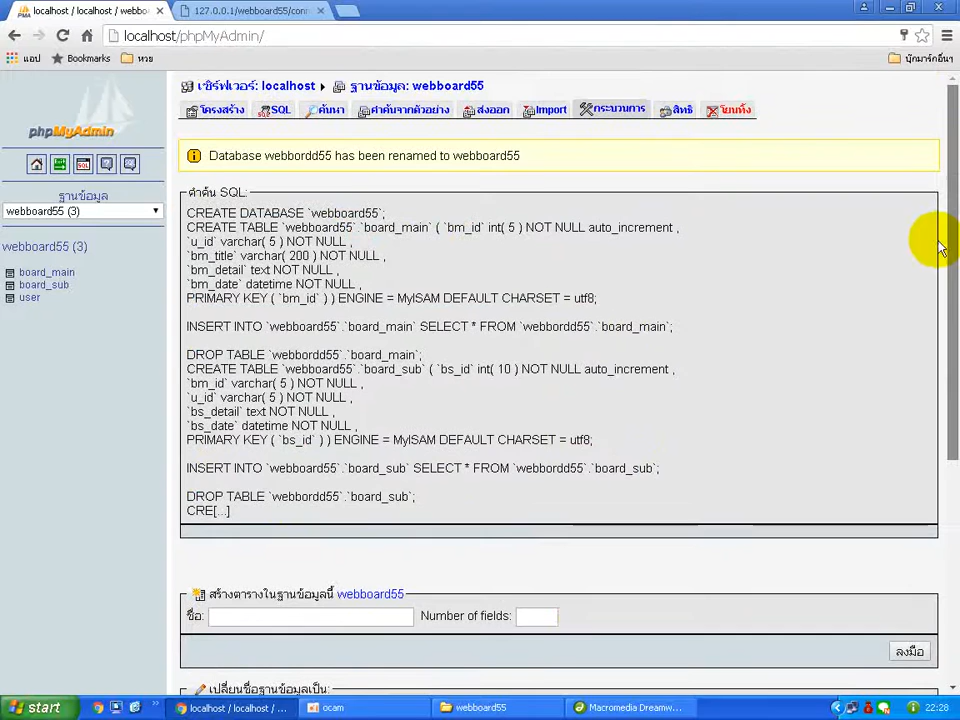 localhost / localhost / webbo
127.0.0.1/webboard55/con
localhost/phpMyAdmin/
แอป Bookmarks หวย บุ๊กมาร์กอื่นๆ
phpMyAdmin
ฐานข้อมูล
webboard55 (3)
webboard55 (3)
board_main
board_sub
user
เซิร์ฟเวอร์: localhost ฐานข้อมูล: webboard55
โครงสร้าง SQL ค้นหา คำค้นจากตัวอย่าง ส่งออก Import กระบวนการ สิทธิ โยนทิ้ง
Database webbordd55 has been renamed to webboard55
คำค้น SQL:
CREATE DATABASE `webboard55`;
CREATE TABLE `webboard55`.`board_main` ( `bm_id` int( 5 ) NOT NULL auto_increment ,
`u_id` varchar( 5 ) NOT NULL ,
`bm_title` varchar( 200 ) NOT NULL ,
`bm_detail` text NOT NULL ,
`bm_date` datetime NOT NULL ,
PRIMARY KEY ( `bm_id` ) ) ENGINE = MyISAM DEFAULT CHARSET = utf8;
INSERT INTO `webboard55`.`board_main` SELECT * FROM `webbordd55`.`board_main`;
DROP TABLE `webbordd55`.`board_main`;
CREATE TABLE `webboard55`.`board_sub` ( `bs_id` int( 10 ) NOT NULL auto_increment ,
`bm_id` varchar( 5 ) NOT NULL ,
`u_id` varchar( 5 ) NOT NULL ,
`bs_detail` text NOT NULL ,
`bs_date` datetime NOT NULL ,
PRIMARY KEY ( `bs_id` ) ) ENGINE = MyISAM DEFAULT CHARSET = utf8;
INSERT INTO `webboard55`.`board_sub` SELECT * FROM `webbordd55`.`board_sub`;
DROP TABLE `webbordd55`.`board_sub`;
CRE[...]
สร้างตารางในฐานข้อมูลนี้ webboard55
ชื่อ: Number of fields:
ลงมือ
เปลี่ยนชื่อฐานข้อมูลเป็น:
start localhost / localhost / ... ocam webboard55 Macromedia Dreamw... 22:28